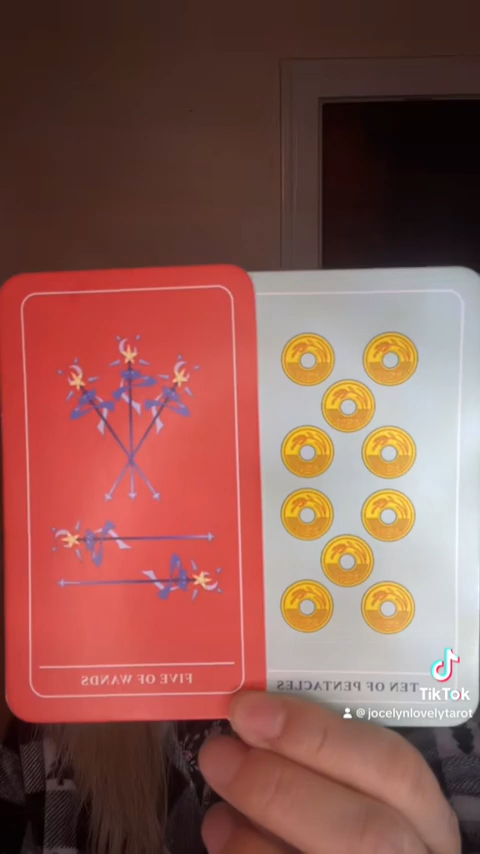 FIVE OF WANDS
TEN OF PENTACLES
TikTok
@jocelynlovelytarot